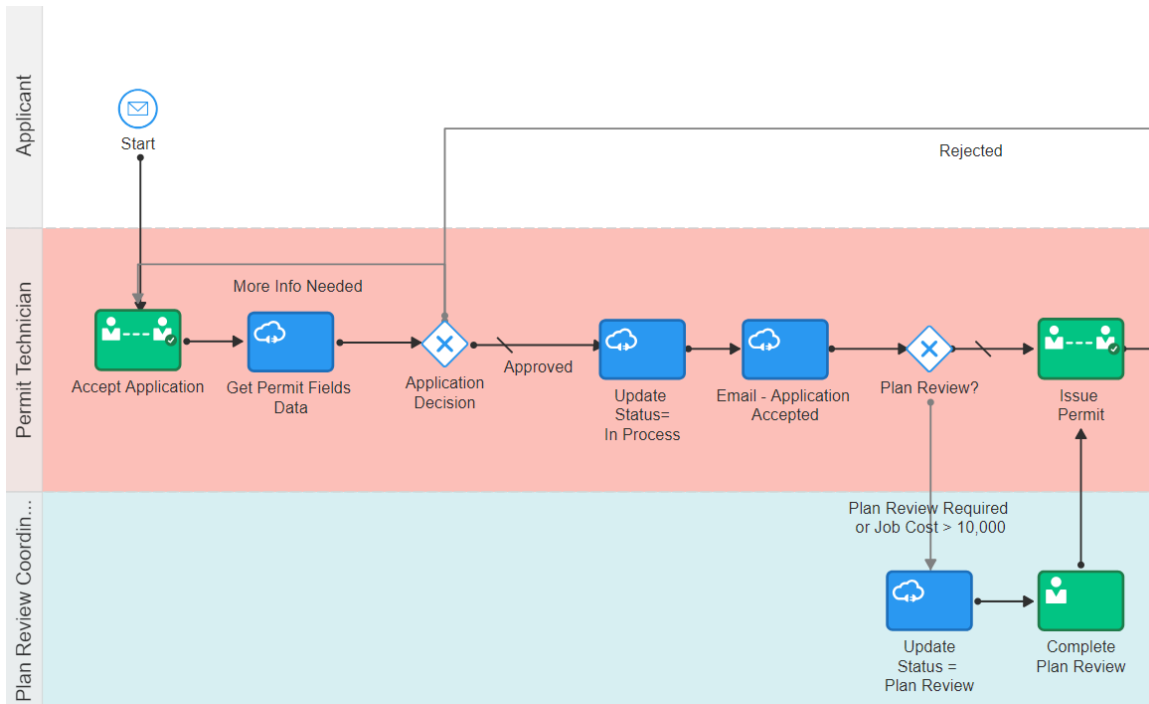 Applicant
Start
Rejected
Permit Technician
More Info Needed
Accept Application
Get Permit Fields
Data
Application
Decision
Approved
Update
Status=
In Process
Email - Application
Accepted
Plan Review?
Issue
Permit
Plan Review Coordin...
Plan Review Required
or Job Cost > 10,000
Update
Status =
Plan Review
Complete
Plan Review